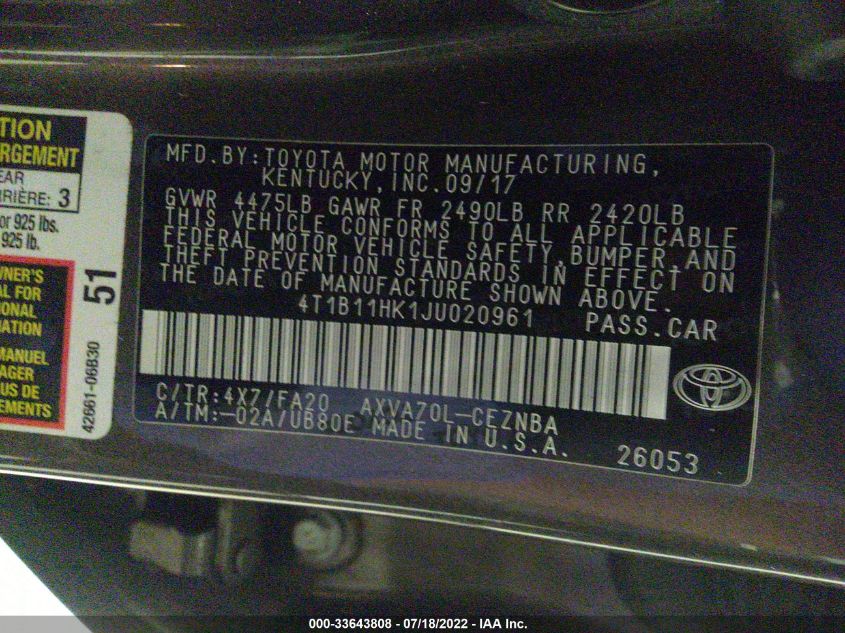 TION
RGEMENT
EAR
RRIÈRE: 3
or 925 lbs.
925 lb.
WNER'S
AL FOR
IONAL
MATION
MANUEL
AGER
US DE
EMENTS
51
42661-06B30
MFD.BY:TOYOTA MOTOR MANUFACTURING,
KENTUCKY,INC.09/17
GVWR 4475LB GAWR FR 2490LB RR 2420LB
THIS VEHICLE CONFORMS TO ALL APPLICABLE
FEDERAL MOTOR VEHICLE SAFETY,BUMPER,AND
THEFT PREVENTION STANDARDS IN EFFECT ON
THE DATE OF MANUFACTURE SHOWN ABOVE.
4T1B11HK1JU020961 PASS.CAR
C/TR:4X7/FA20 AXVA70L-CEZNBA
A/TM:-02A/UB80E MADE IN U.S.A.
26053
000-33643808 - 07/18/2022 - IAA Inc.